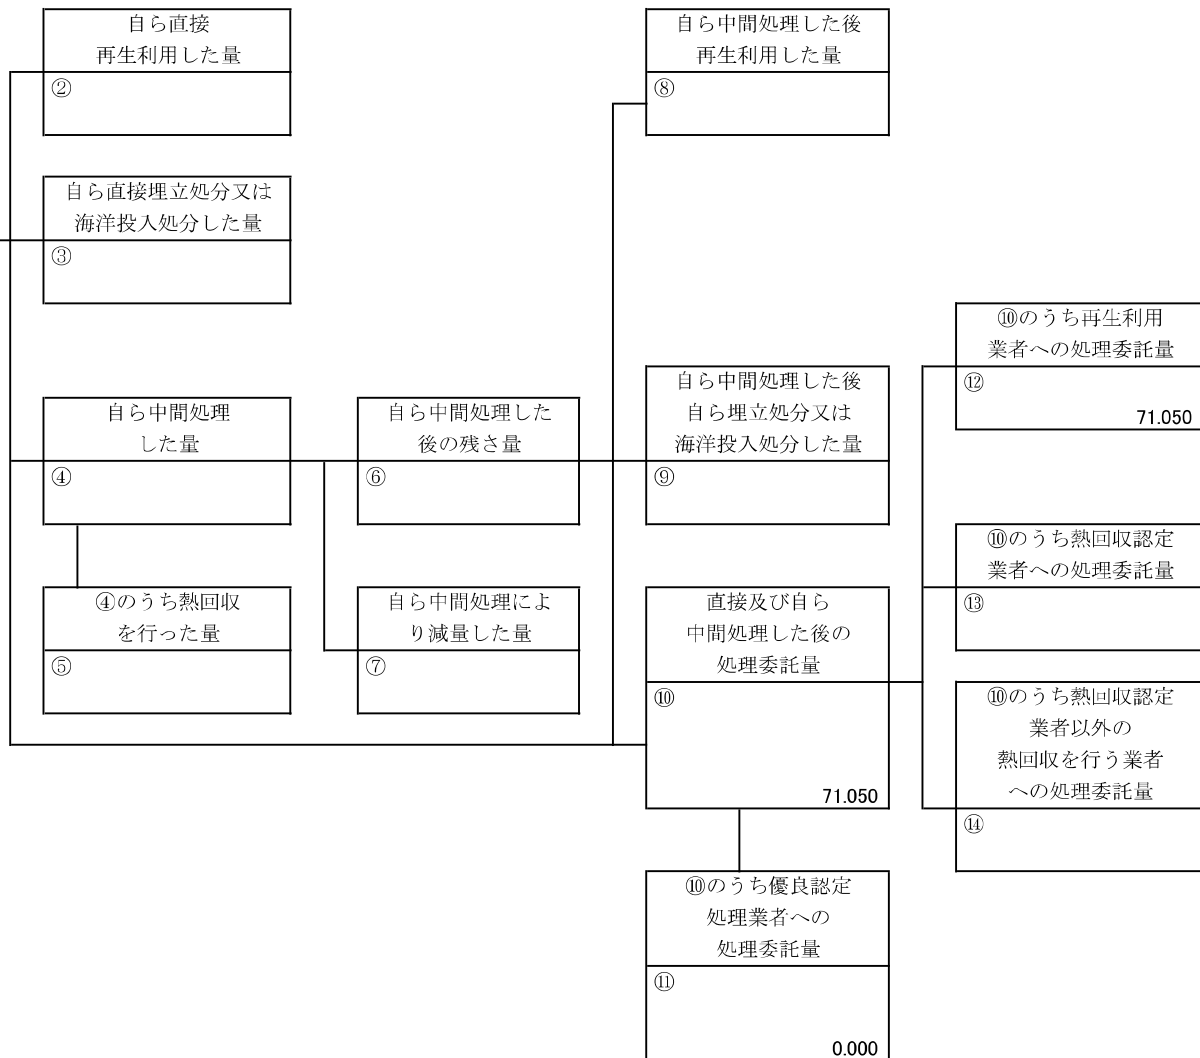 自ら直接
再生利用した量
②
自ら中間処理した後
再生利用した量
⑧
自ら直接埋立処分又は
海洋投入処分した量
③
⑩のうち再生利用
業者への処理委託量
⑫
71.050
自ら中間処理
した量
④
自ら中間処理した
後の残さ量
⑥
自ら中間処理した後
自ら埋立処分又は
海洋投入処分した量
⑨
⑩のうち熱回収認定
業者への処理委託量
⑬
④のうち熱回収
を行った量
⑤
自ら中間処理によ
り減量した量
⑦
直接及び自ら
中間処理した後の
処理委託量
⑩
71.050
⑩のうち熱回収認定
業者以外の
熱回収を行う業者
への処理委託量
⑭
⑩のうち優良認定
処理業者への
処理委託量
⑪
0.000